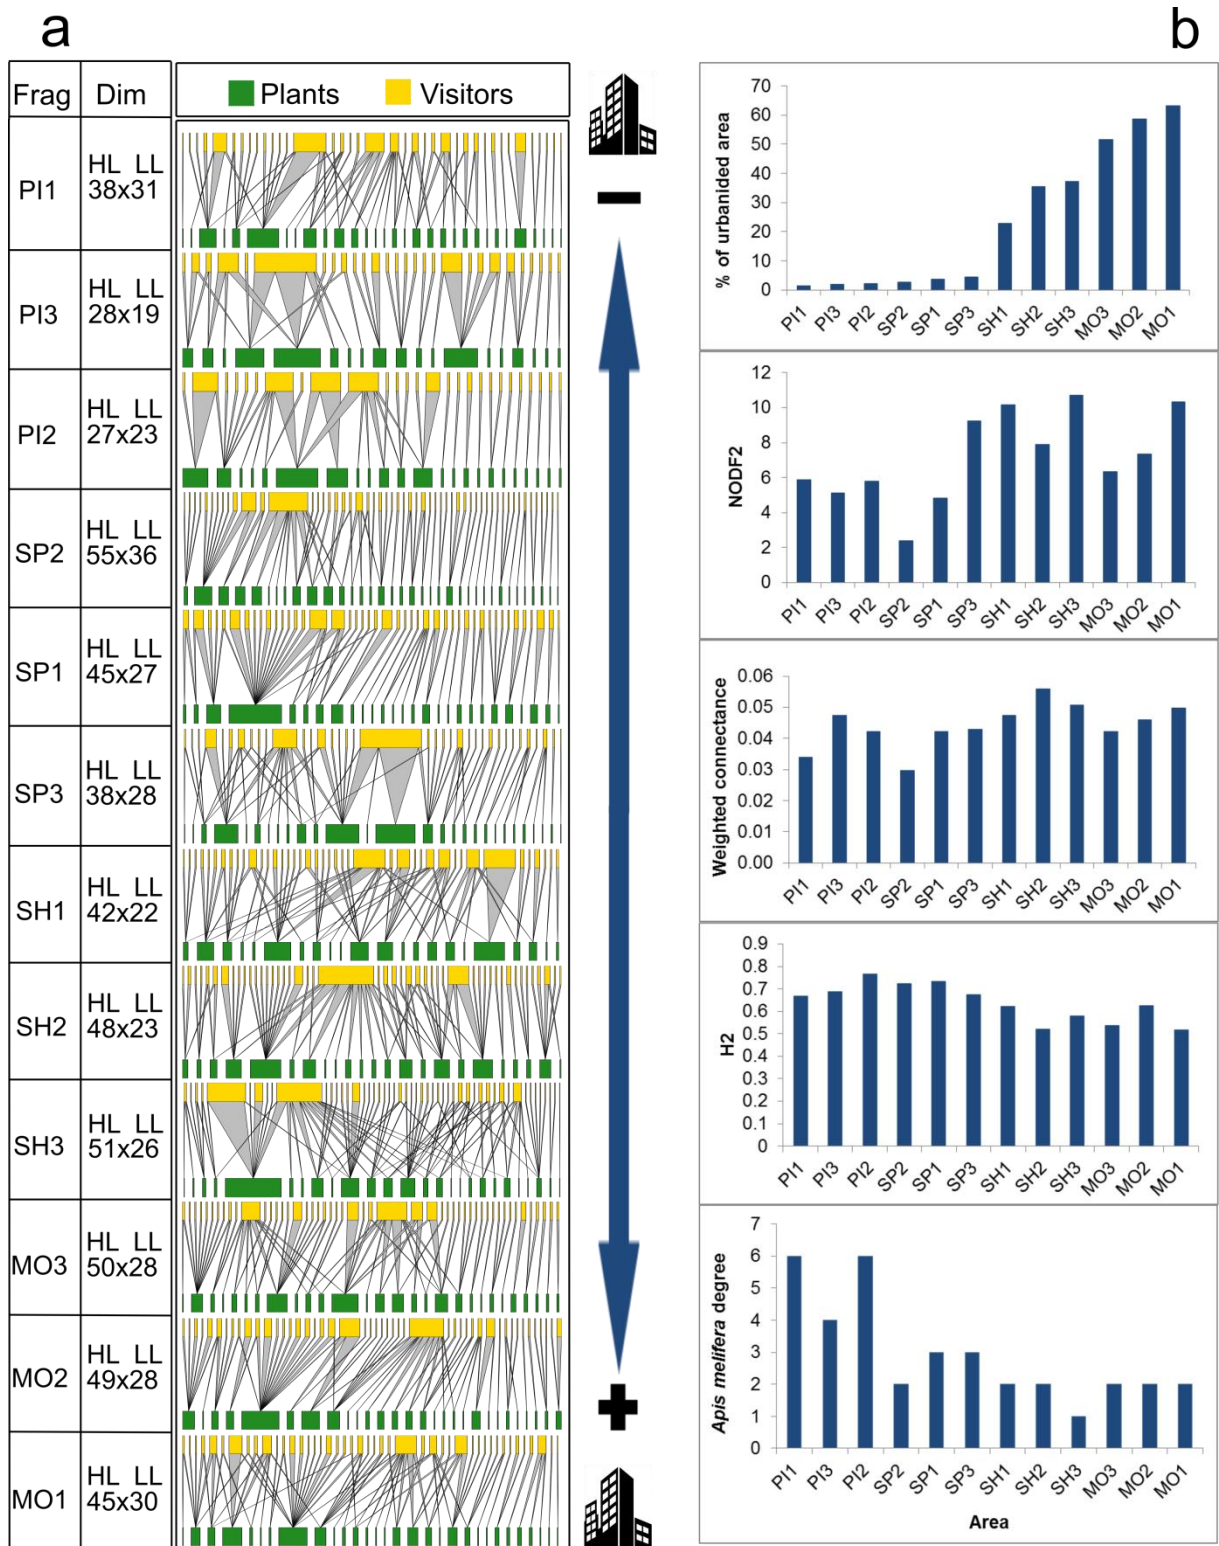 a
b
Frag Dim
Plants Visitors
PI1 HL LL
38x31
PI3 HL LL
28x19
PI2 HL LL
27x23
SP2 HL LL
55x36
SP1 HL LL
45x27
SP3 HL LL
38x28
SH1 HL LL
42x22
SH2 HL LL
48x23
SH3 HL LL
51x26
MO3 HL LL
50x28
MO2 HL LL
49x28
MO1 HL LL
45x30
% of urbanided area
70
60
50
40
30
20
10
0
PI1 PI3 PI2 SP2 SP1 SP3 SH1 SH2 SH3 MO3 MO2 MO1
NODF2
12
10
8
6
4
2
0
PI1 PI3 PI2 SP2 SP1 SP3 SH1 SH2 SH3 MO3 MO2 MO1
Weighted connectance
0.06
0.05
0.04
0.03
0.02
0.01
0.00
PI1 PI3 PI2 SP2 SP1 SP3 SH1 SH2 SH3 MO3 MO2 MO1
H2
0.9
0.8
0.7
0.6
0.5
0.4
0.3
0.2
0.1
0
PI1 PI3 PI2 SP2 SP1 SP3 SH1 SH2 SH3 MO3 MO2 MO1
Apis melifera degree
7
6
5
4
3
2
1
0
PI1 PI3 PI2 SP2 SP1 SP3 SH1 SH2 SH3 MO3 MO2 MO1
Area